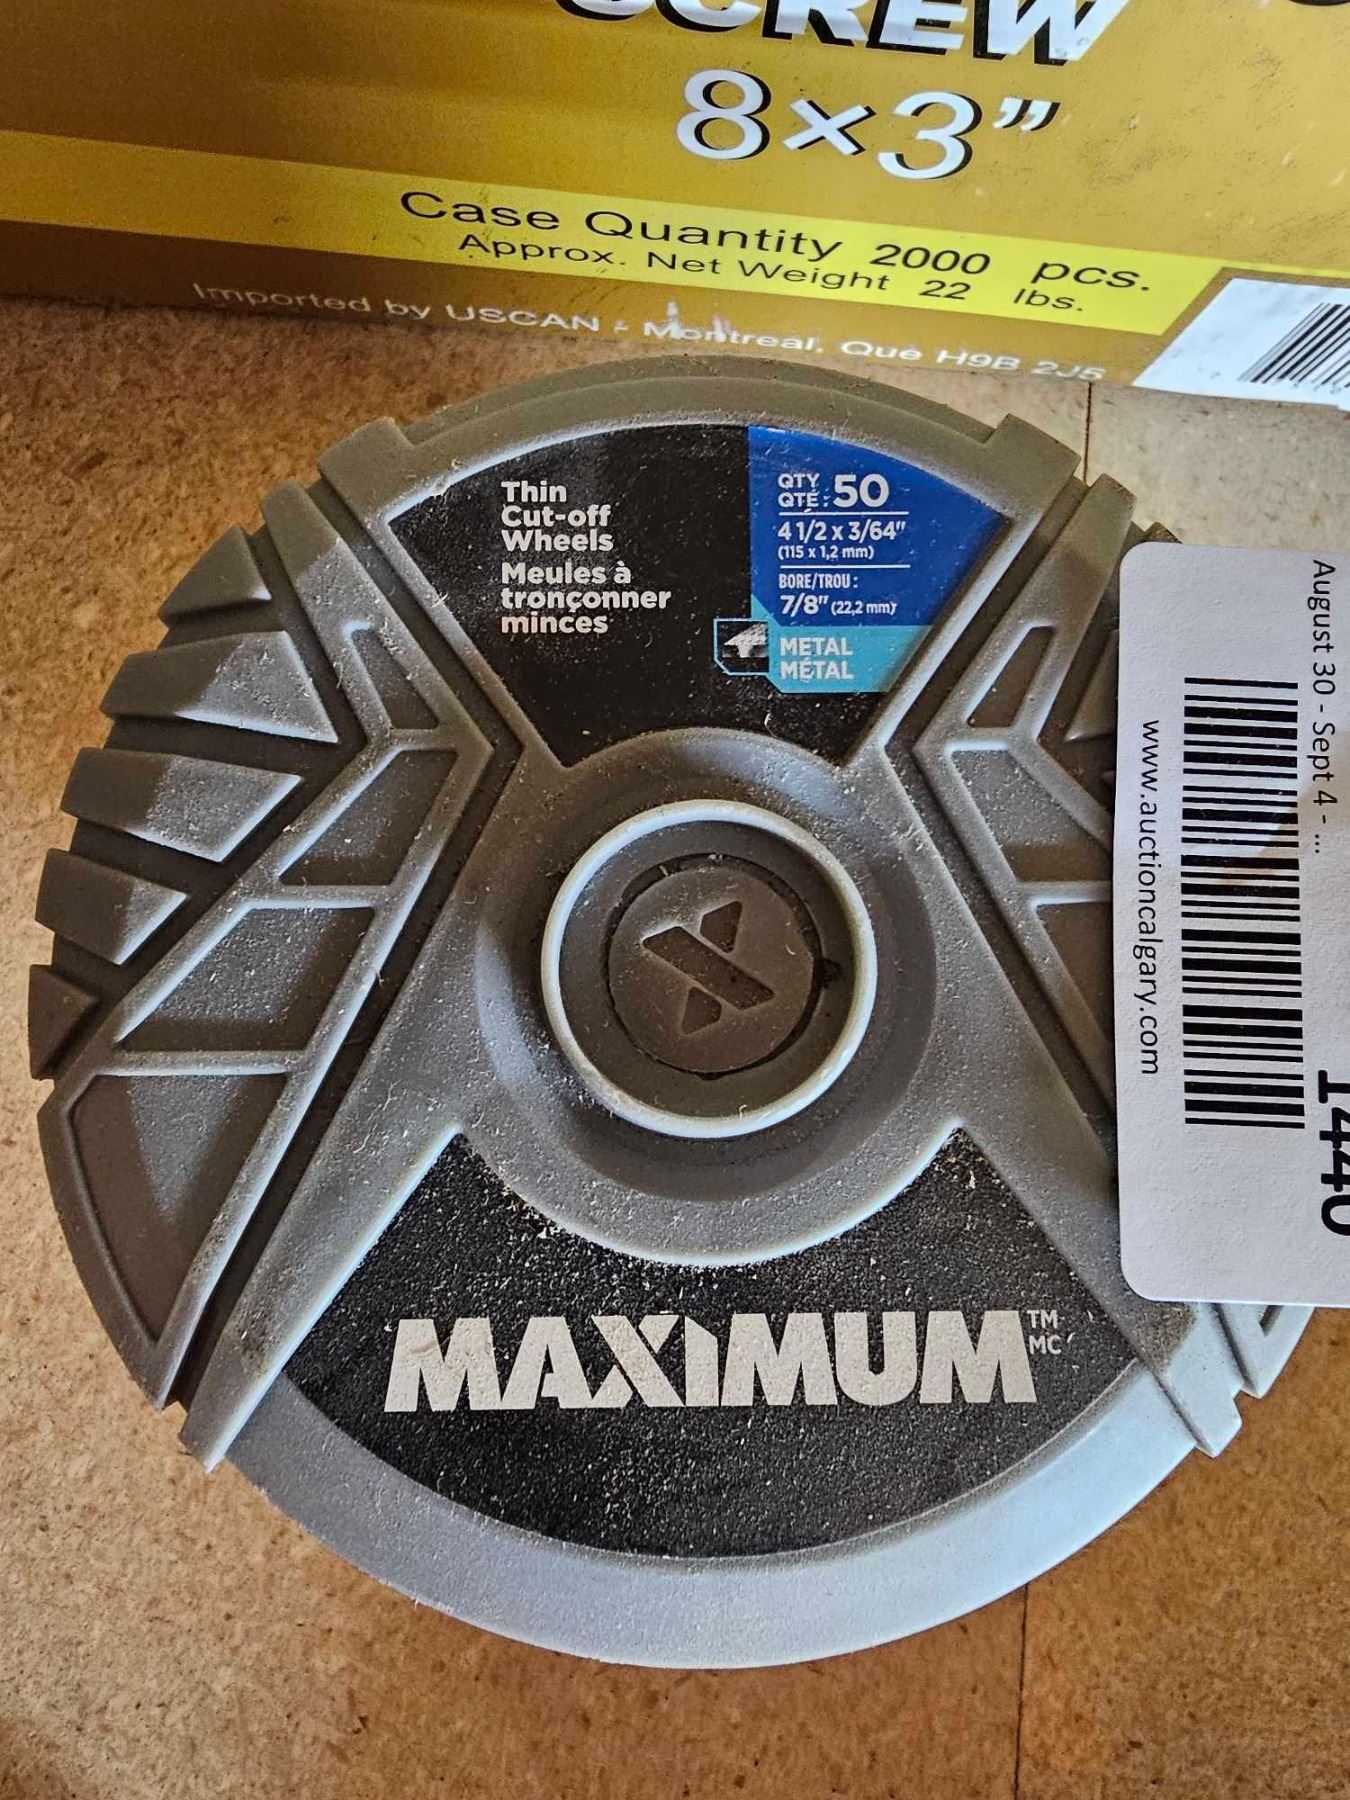 SCREW
8×3”
Case Quantity 2000 pcs.
Approx. Net Weight 22 lbs.
Imported by USCAN - Montreal, Que H9B 2J5
Thin
Cut-off
Wheels
Meules à
tronçonner
minces
QTY
QTÉ : 50
4 1/2 x 3/64"
(115 x 1,2 mm)
BORE/TROU :
7/8" (22,2 mm)
METAL
MÉTAL
MAXIMUM
TM
MC
August 30 - Sept 4 - ...
www.auctioncalgary.com